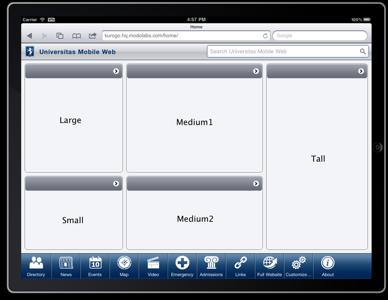 Carrier
4:57 PM
100%
Home
kurogo.hq.modolabs.com/home/
Google
Universitas Mobile Web
Search Universitas Mobile Web
Large
Medium1
Tall
Small
Medium2
Directory
News
10
Events
Map
Video
Emergency
Admissions
Links
Full Website
Customize...
About